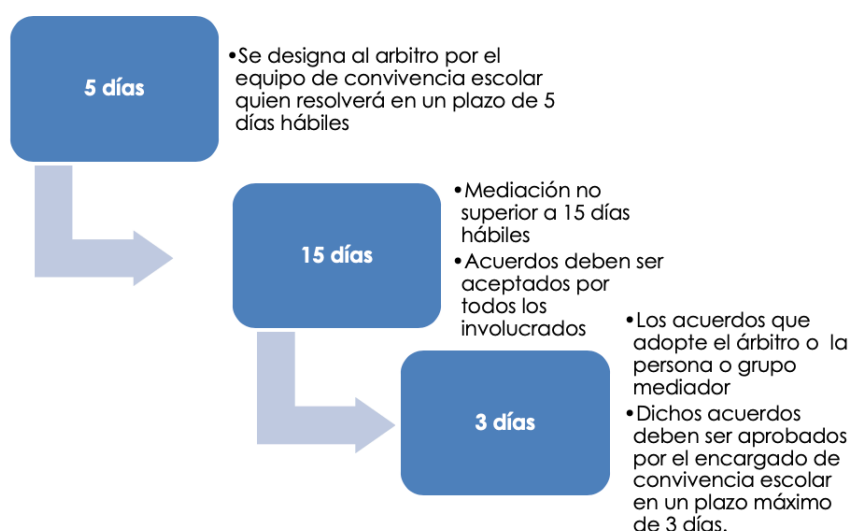 5 días
•Se designa al arbitro por el
equipo de convivencia escolar
quien resolverá en un plazo de 5
días hábiles
15 días
•Mediación no
superior a 15 días
hábiles
•Acuerdos deben ser
aceptados por
todos los
involucrados
3 días
•Los acuerdos que
adopte el árbitro o la
persona o grupo
mediador
•Dichos acuerdos
deben ser aprobados
por el encargado de
convivencia escolar
en un plazo máximo
de 3 días.